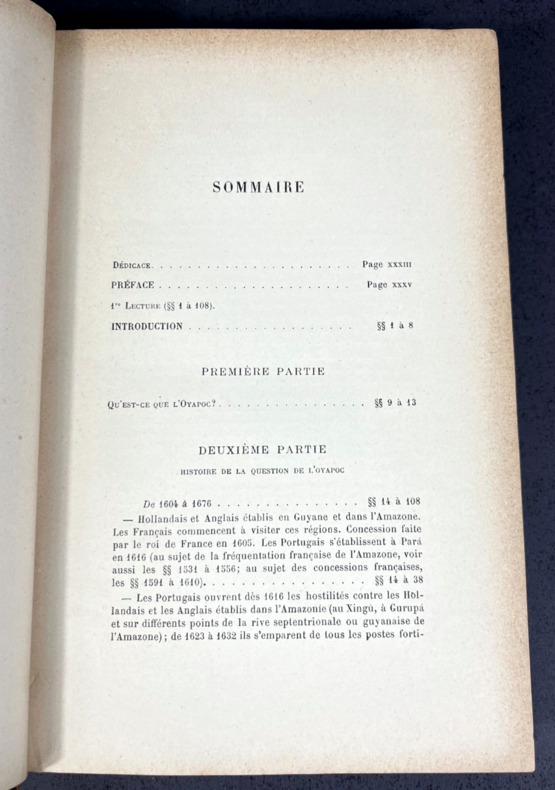 SOMMAIRE
DÉDICACE. . . . . . . . . . . . . . . . . . . . . . Page XXXIII
PRÉFACE . . . . . . . . . . . . . . . . . . . . . Page XXXV
1re LECTURE (§§ 1 à 108).
INTRODUCTION . . . . . . . . . . . . . . . . . . §§ 1 à 8
PREMIÈRE PARTIE
QU'EST-CE QUE L'OYAPOC? . . . . . . . . . . . . . . . . §§ 9 à 13
DEUXIÈME PARTIE
HISTOIRE DE LA QUESTION DE L'OYAPOC
De 1604 à 1676 . . . . . . . . . . . . . . . §§ 14 à 108
— Hollandais et Anglais établis en Guyane et dans l'Amazone.
Les Français commencent à visiter ces régions. Concession faite
par le roi de France en 1605. Les Portugais s'établissent à Pará
en 1616 (au sujet de la fréquentation française de l'Amazone, voir
aussi les §§ 1531 à 1556; au sujet des concessions françaises,
les §§ 1591 à 1610). . . . . . . . . . . . . . . . . . §§ 14 à 38
— Les Portugais ouvrent dès 1616 les hostilités contre les Hol-
landais et les Anglais établis dans l'Amazonie (au Xingù, à Gurupá
et sur différents points de la rive septentrionale ou guyanaise de
l'Amazone); de 1623 à 1632 ils s'emparent de tous les postes forti-